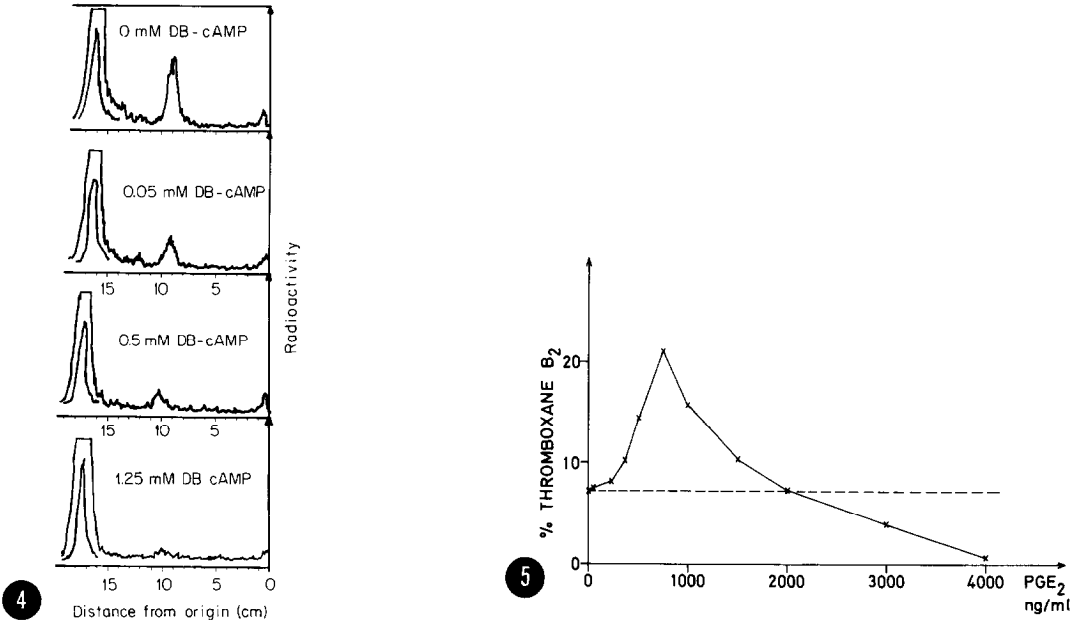 0 mM DB-cAMP
0.05 mM DB-cAMP
15 10 5
0.5 mM DB-cAMP
15 10 5
1.25 mM DB cAMP
15 10 5 0
Distance from origin (cm)
Radioactivity
4
% THROMBOXANE B2
20
10
0
0 1000 2000 3000 4000 PGE2
ng/ml
5